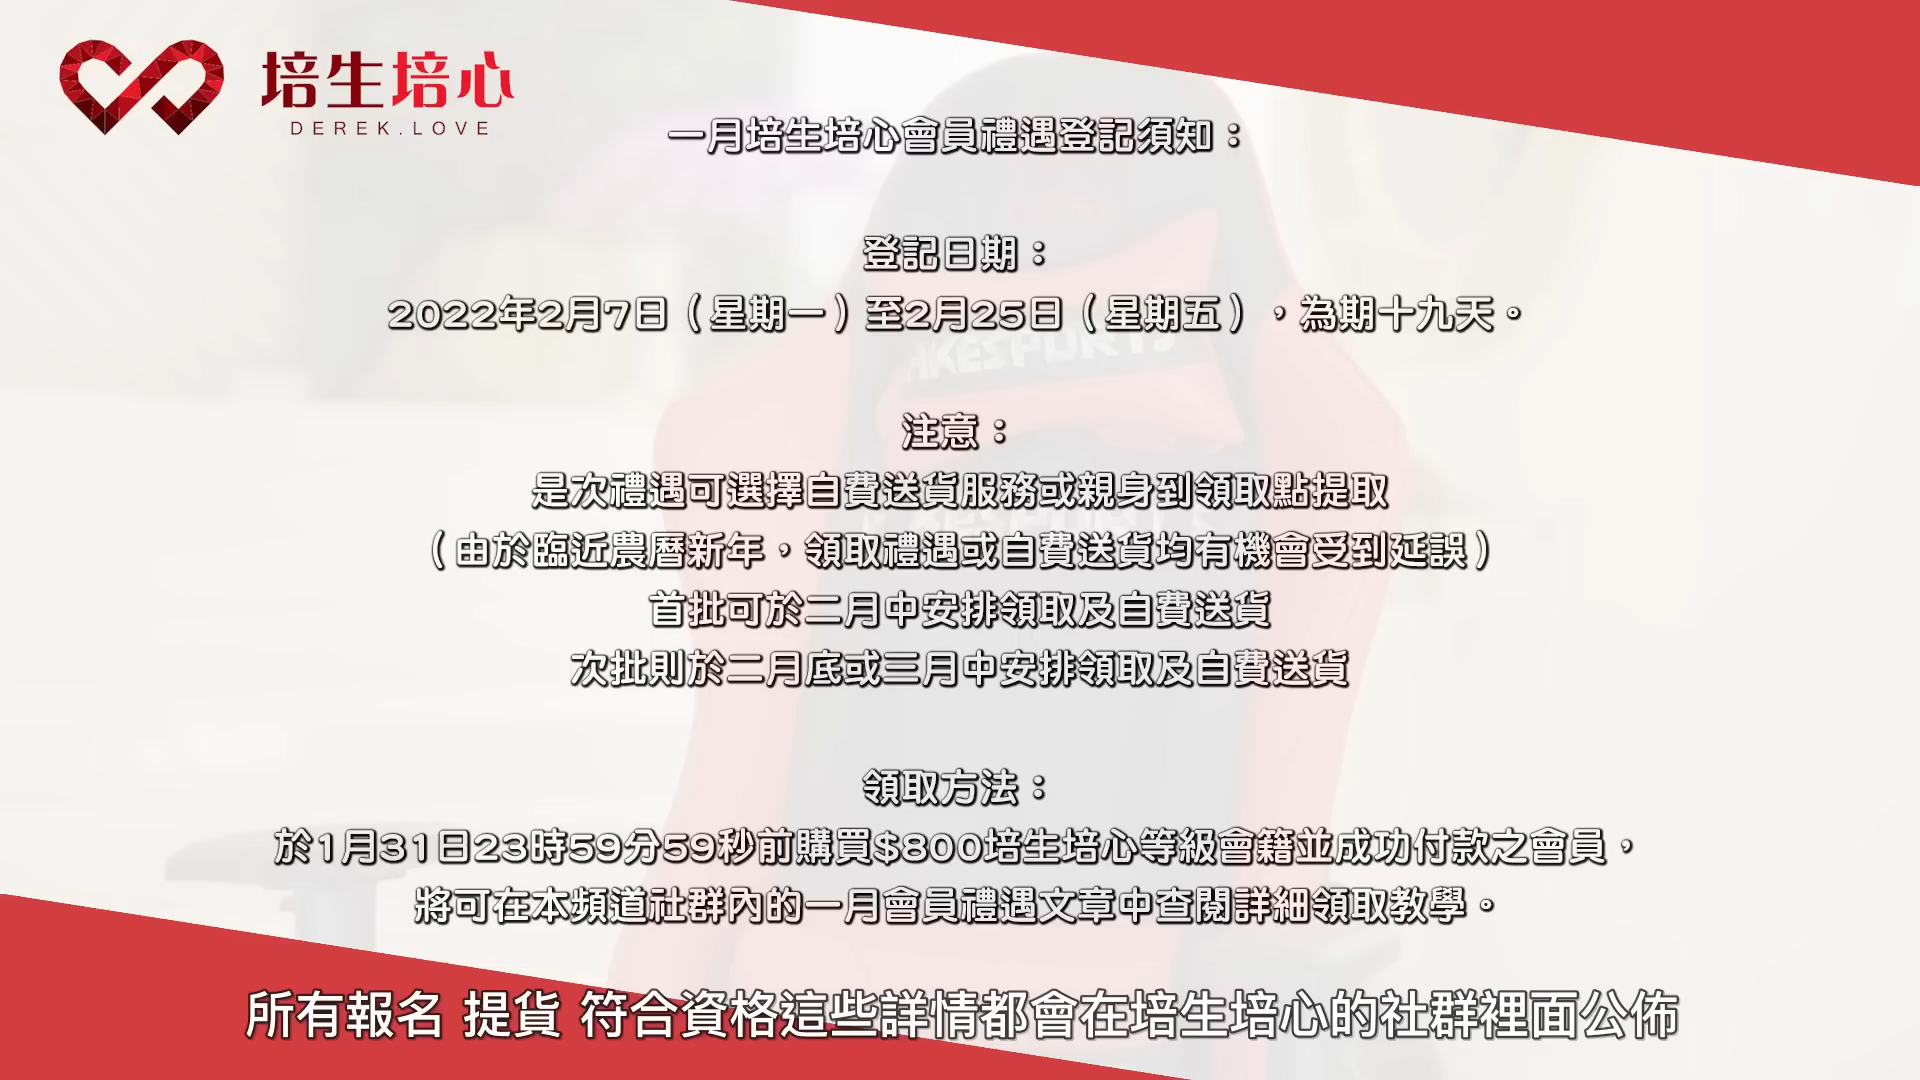 培生培心
DEREK.LOVE
一月培生培心會員禮遇登記須知：
登記日期：
2022年2月7日（星期一）至2月25日（星期五），為期十九天。
HKESPORTS
注意：
是次禮遇可選擇自費送貨服務或親身到領取點提取
（由於臨近農曆新年，領取禮遇或自費送貨均有機會受到延誤）
首批可於二月中安排領取及自費送貨
次批則於二月底或三月中安排領取及自費送貨
領取方法：
於1月31日23時59分59秒前購買$800培生培心等級會籍並成功付款之會員，
將可在本頻道社群內的一月會員禮遇文章中查閱詳細領取教學。
所有報名 提貨 符合資格這些詳情都會在培生培心的社群裡面公佈